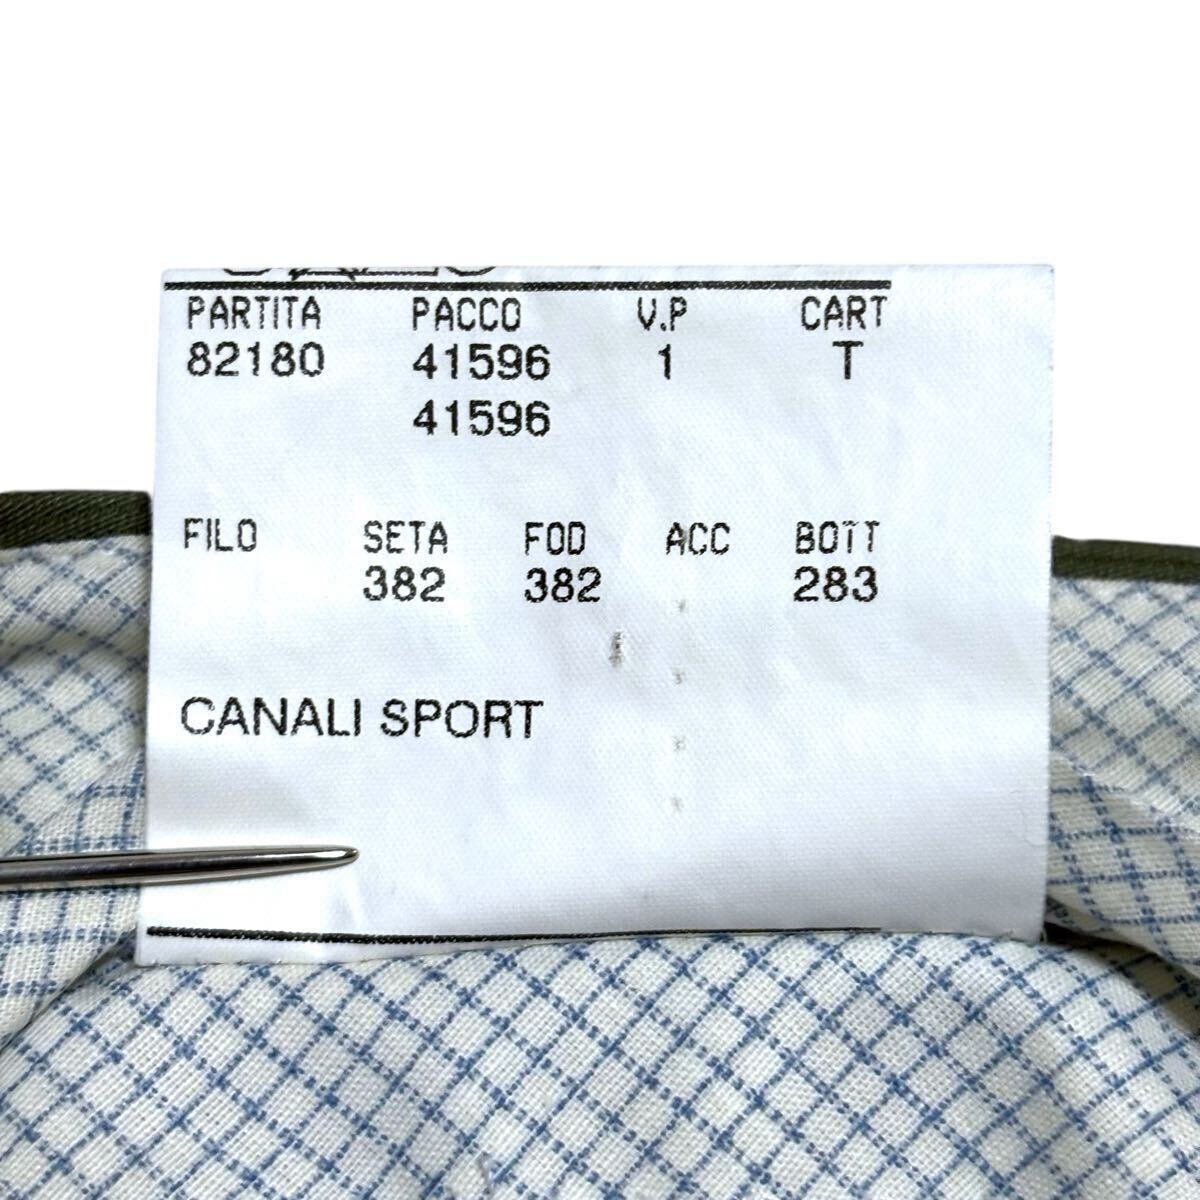 PARTITA PACCO V.P CART
82180 41596 1 T
41596
FILO SETA FOD ACC BOTT
382 382 283
CANALI SPORT